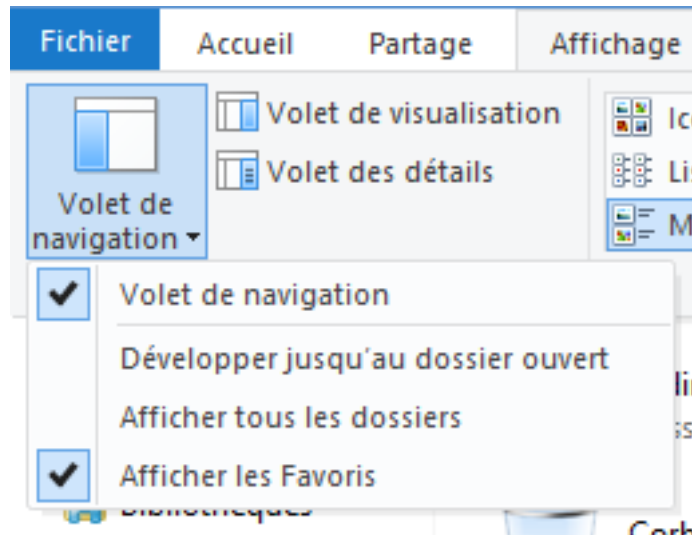 Fichier Accueil Partage Affichage
Volet de visualisation
Volet des détails
Volet de
navigation
Volet de navigation
Développer jusqu'au dossier ouvert
Afficher tous les dossiers
Afficher les Favoris
Bibliothèques